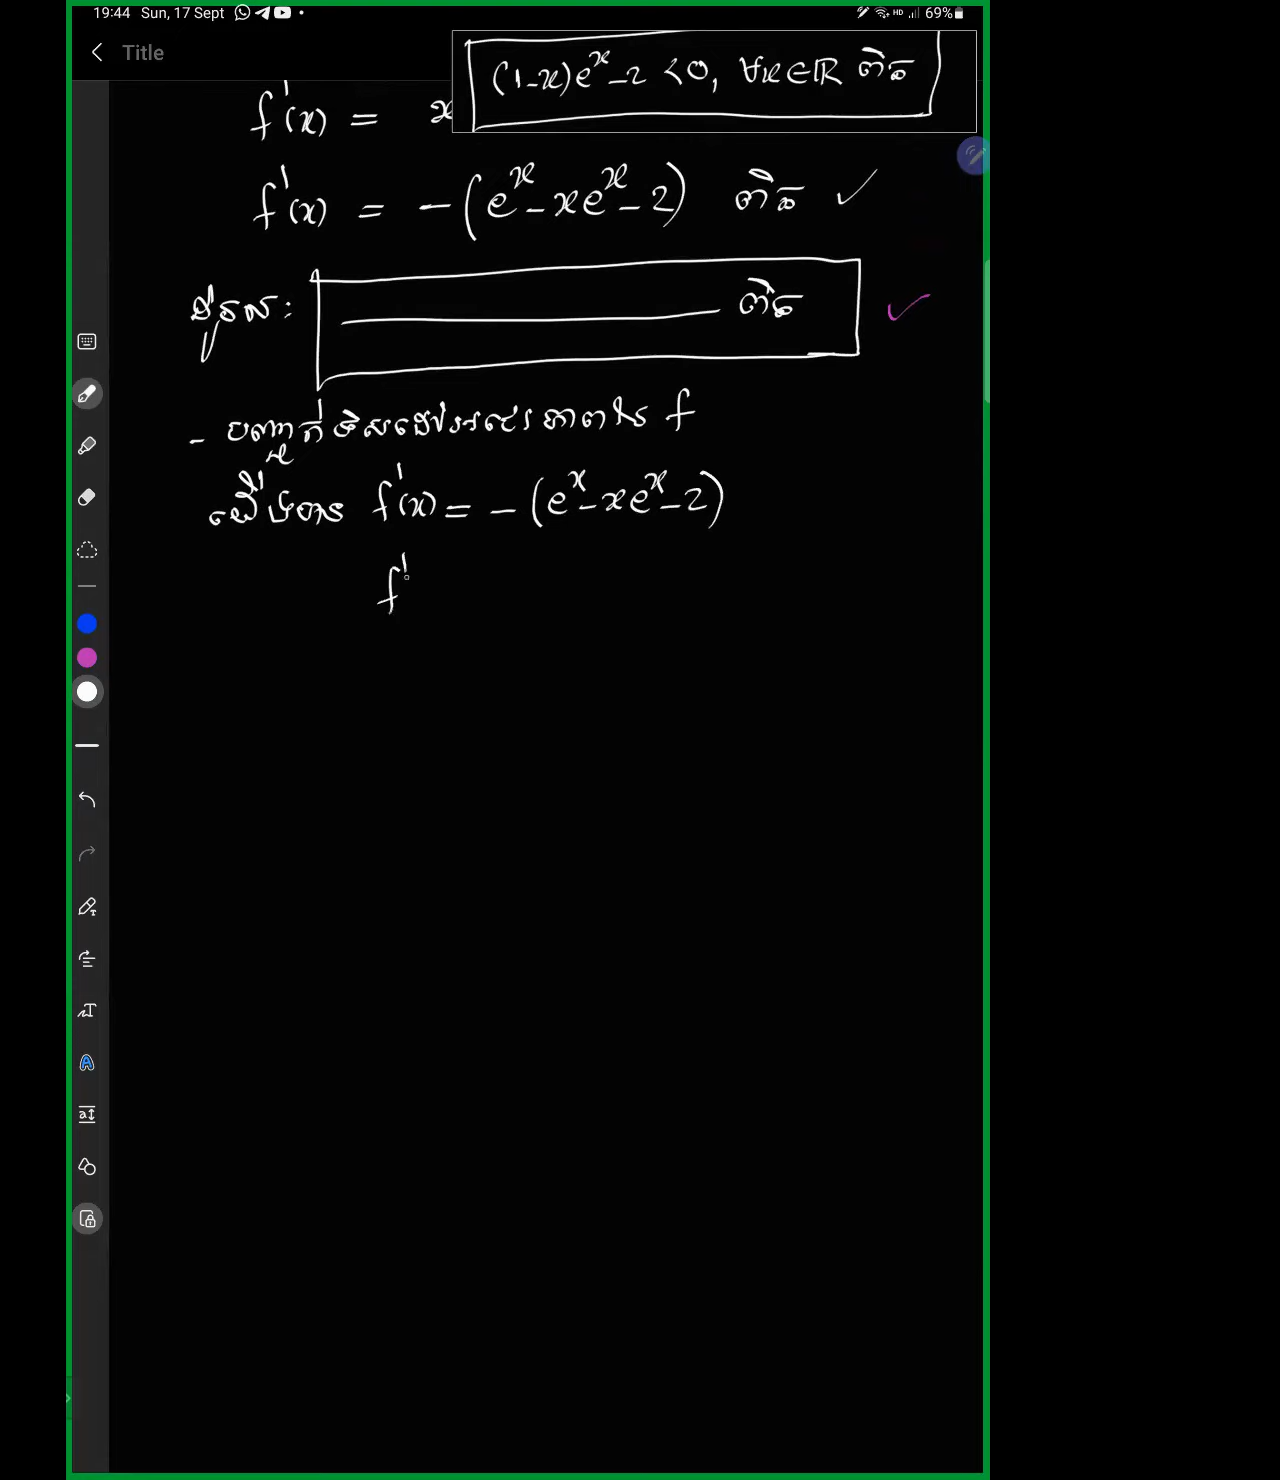 19:44 Sun, 17 Sept 69%
Title
(1-x)eˣ-2 <0, ∀x∈ℝ ពិត
f'(x) = x
f'(x) = -(eˣ-xeˣ-2) ពិត ✓
ដូចនេះ: ពិត ✓
- បញ្ជាក់ទិសដៅអថេរភាពនៃ f
យើងមាន f'(x) = -(eˣ-xeˣ-2)
f'